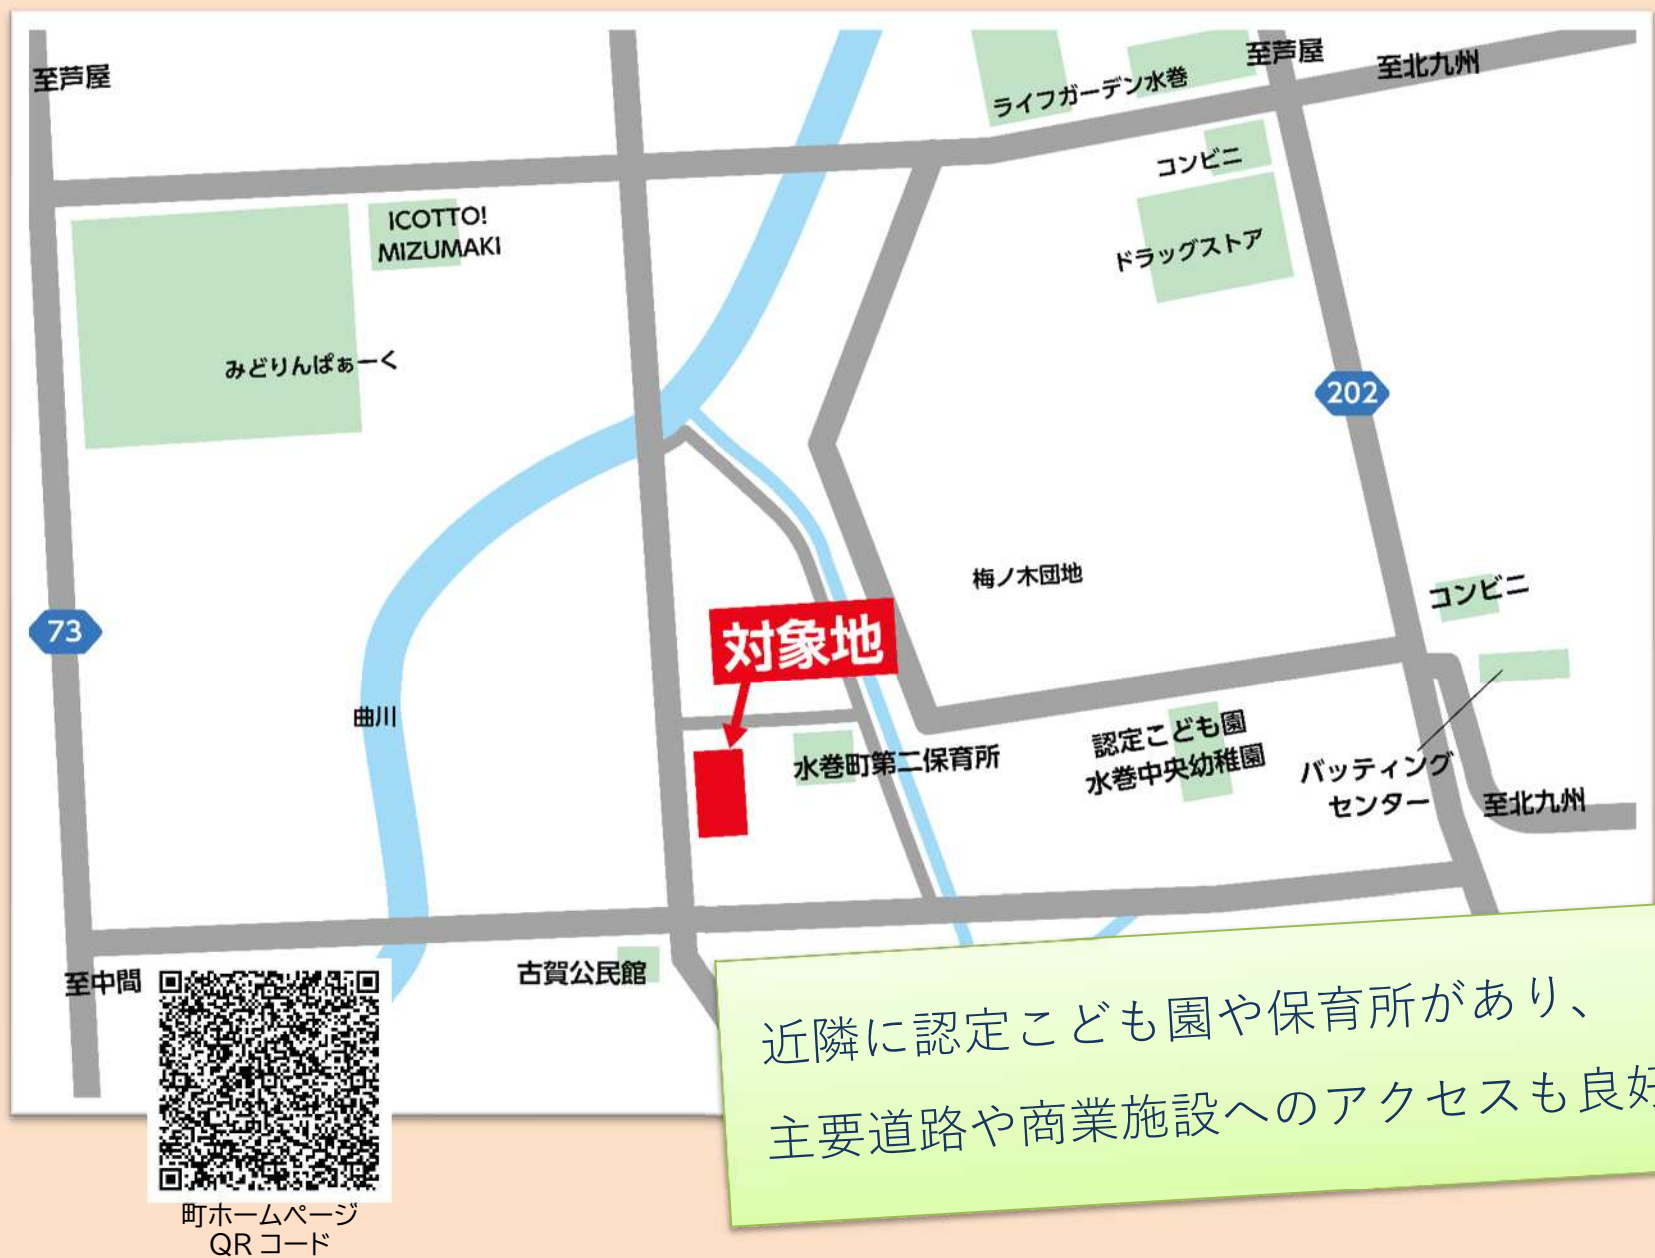 至芦屋
至芦屋
至北九州
ライフガーデン水巻
コンビニ
ICOTTO!
MIZUMAKI
ドラッグストア
みどりんぱぁーく
202
梅ノ木団地
コンビニ
73
対象地
曲川
水巻町第二保育所
認定こども園
水巻中央幼稚園
バッティング
センター
至北九州
至中間
古賀公民館
近隣に認定こども園や保育所があり、
主要道路や商業施設へのアクセスも良好
町ホームページ
QRコード